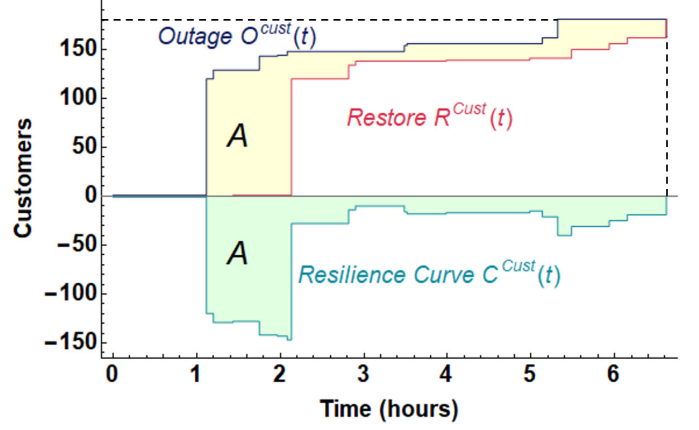 Outage O^cust(t)
150
A
100
Restore R^Cust(t)
50
0
A
−50
Resilience Curve C^Cust(t)
−100
−150
0 1 2 3 4 5 6
Customers
Time (hours)